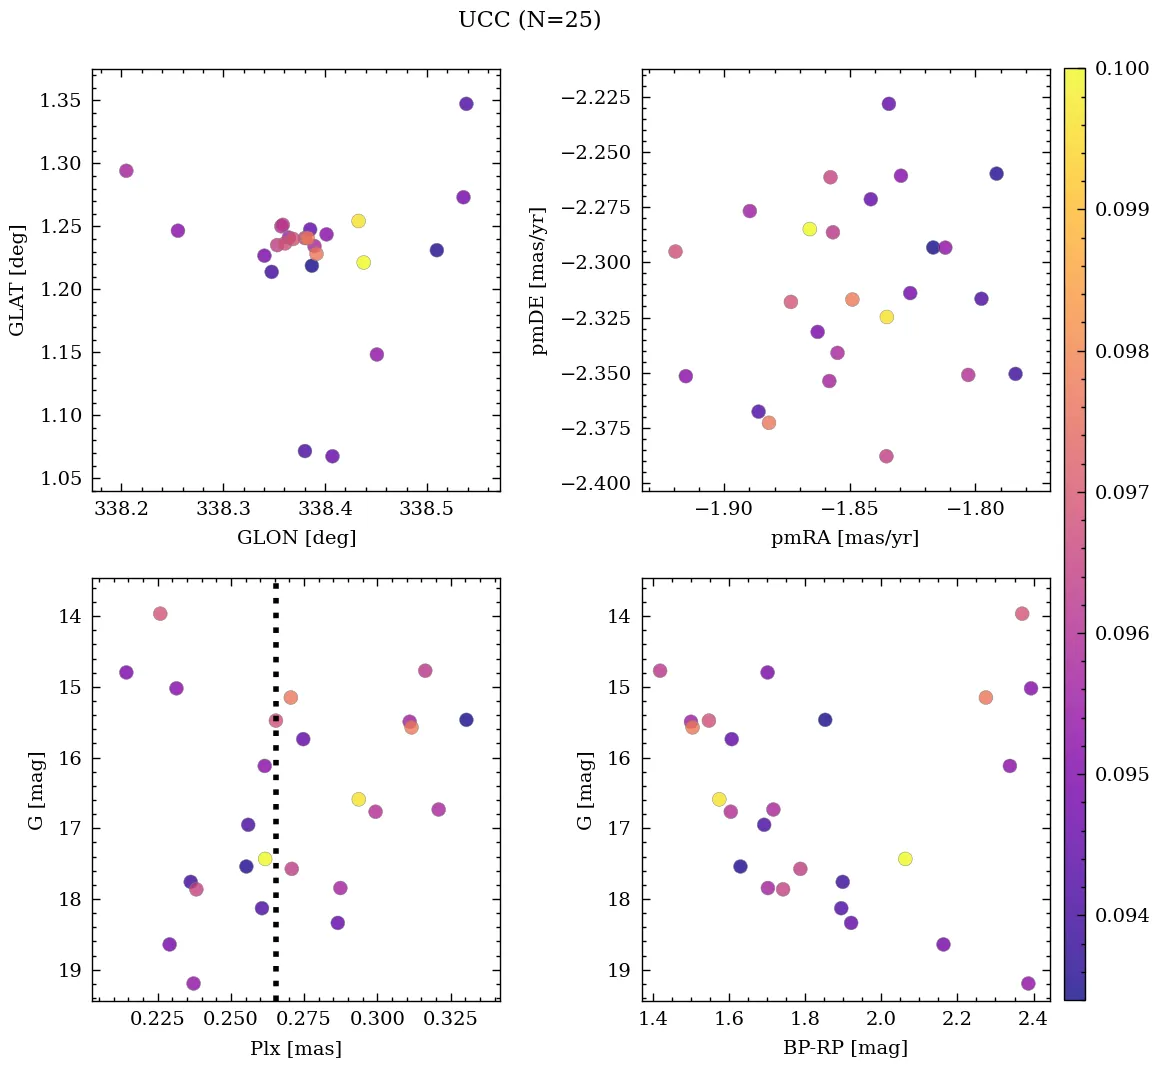 UCC (N=25)
1.35
1.30
1.25
1.20
1.15
1.10
1.05
GLAT [deg]
338.2 338.3 338.4 338.5
GLON [deg]
−2.225
−2.250
−2.275
−2.300
−2.325
−2.350
−2.375
−2.400
pmDE [mas/yr]
−1.90 −1.85 −1.80
pmRA [mas/yr]
14
15
16
17
18
19
G [mag]
0.225 0.250 0.275 0.300 0.325
Plx [mas]
14
15
16
17
18
19
G [mag]
1.4 1.6 1.8 2.0 2.2 2.4
BP-RP [mag]
0.100
0.099
0.098
0.097
0.096
0.095
0.094